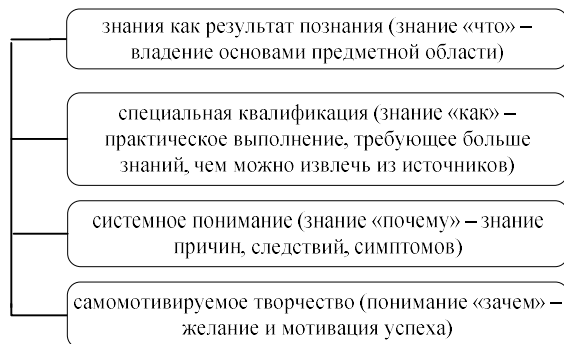 знания как результат познания (знание «что» –
владение основами предметной области)
специальная квалификация (знание «как» –
практическое выполнение, требующее больше
знаний, чем можно извлечь из источников)
системное понимание (знание «почему» – знание
причин, следствий, симптомов)
самомотивируемое творчество (понимание «зачем» –
желание и мотивация успеха)